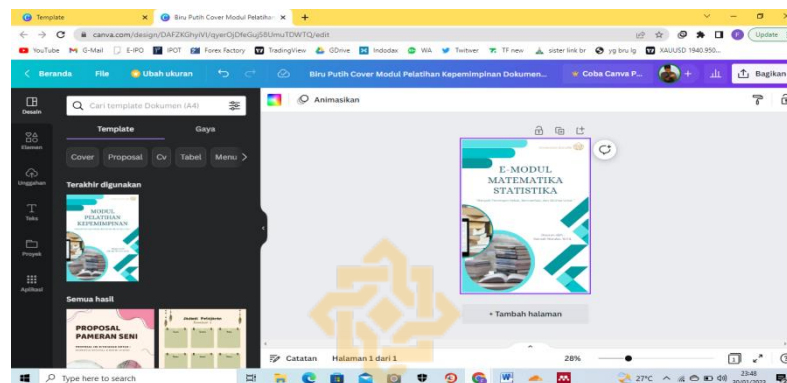 Template
Biru Putih Cover Modul Pelatihan
canva.com/design/DAFZKGhyiVI/qyerOjDfeGuj5BUmuTDWTQ/edit
Update
YouTube G-Mail E-IPO IPOT Forex Factory TradingView GDrive Indodax WA Twitwer TF new sister link br yg bru lg XAUUSD 1940.950...
Beranda File Ubah ukuran Biru Putih Cover Modul Pelatihan Kepemimpinan Dokumen... Coba Canva P... Bagikan
Desain
Cari template Dokumen (A4)
Animasikan
Template Gaya
Elemen
Cover Proposal Cv Tabel Menu
Unggahan
Terakhir digunakan
Teks
Proyek
Aplikasi
MODUL
PELATIHAN
KEPEMIMPINAN
E-MODUL
MATEMATIKA
STATISTIKA
+ Tambah halaman
Semua hasil
PROPOSAL
PAMERAN SENI
Jadwal Pelajaran
Catatan Halaman 1 dari 1 28%
Type here to search
27°C
23:48
30/01/2023